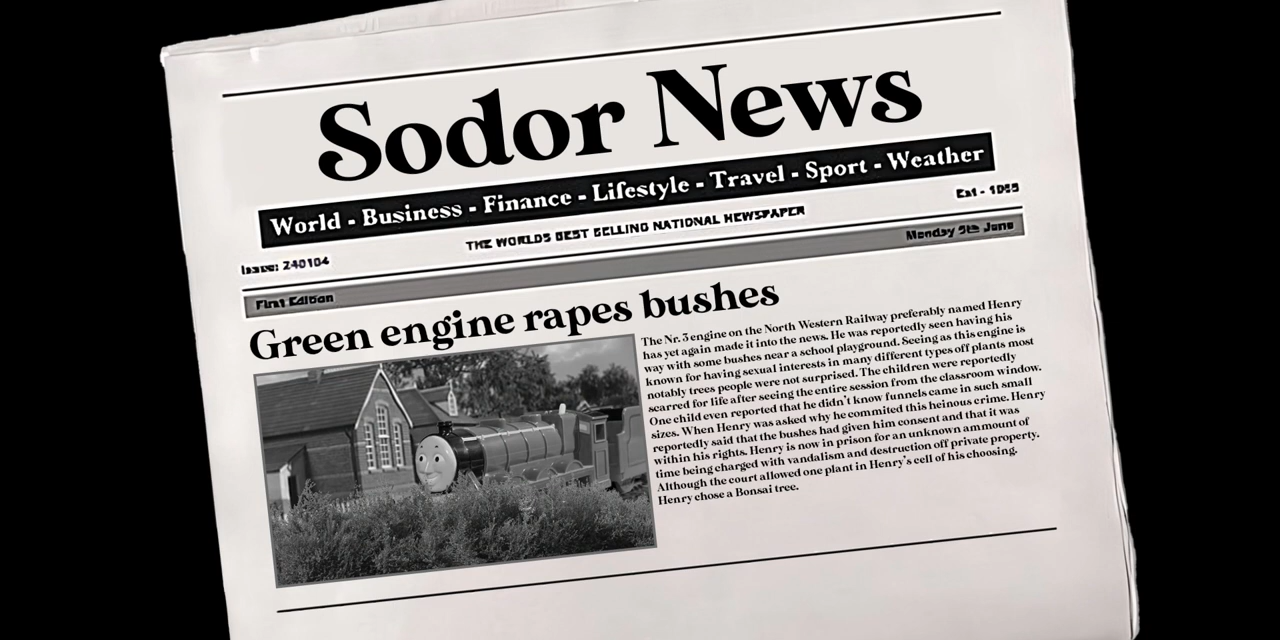 Sodor News
World - Business - Finance - Lifestyle - Travel - Sport - Weather
Issue: 240104
THE WORLDS BEST SELLING NATIONAL NEWSPAPER
Est - 1965
First Edition
Monday 5th June
Green engine rapes bushes
The Nr. 3 engine on the North Western Railway preferably named Henry
has yet again made it into the news. He was reportedly seen having his
way with some bushes near a school playground. Seeing as this engine is
known for having sexual interests in many different types off plants most
notably trees people were not surprised. The children were reportedly
scarred for life after seeing the entire session from the classroom window.
One child even reported that he didn't know funnels came in such small
sizes. When Henry was asked why he commited this heinous crime. Henry
reportedly said that the bushes had given him consent and that it was
within his rights. Henry is now in prison for an unknown ammount of
time being charged with vandalism and destruction off private property.
Although the court allowed one plant in Henry's cell of his choosing.
Henry chose a Bonsai tree.